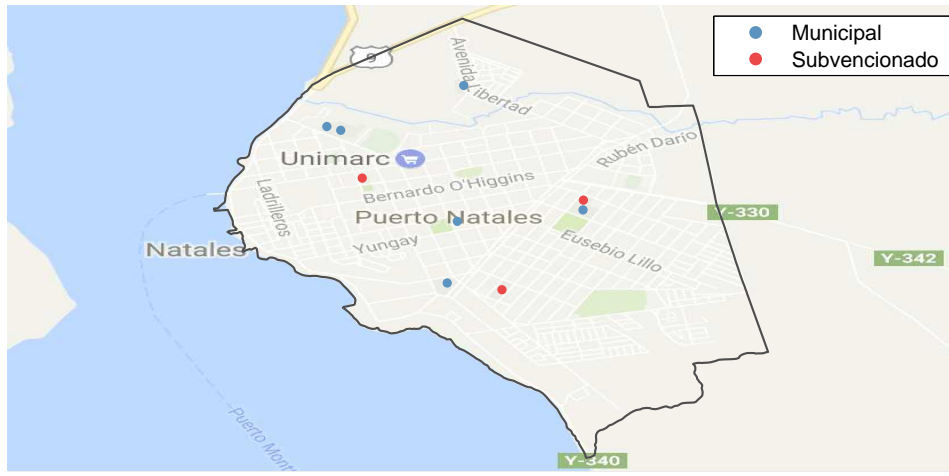 Municipal
Subvencionado
9
Avenida Libertad
Unimarc
Rubén Darío
Bernardo O'Higgins
Ladrilleros
Puerto Natales
Y-330
Natales
Yungay
Eusebio Lillo
Y-342
Puerto Mont
Y-340